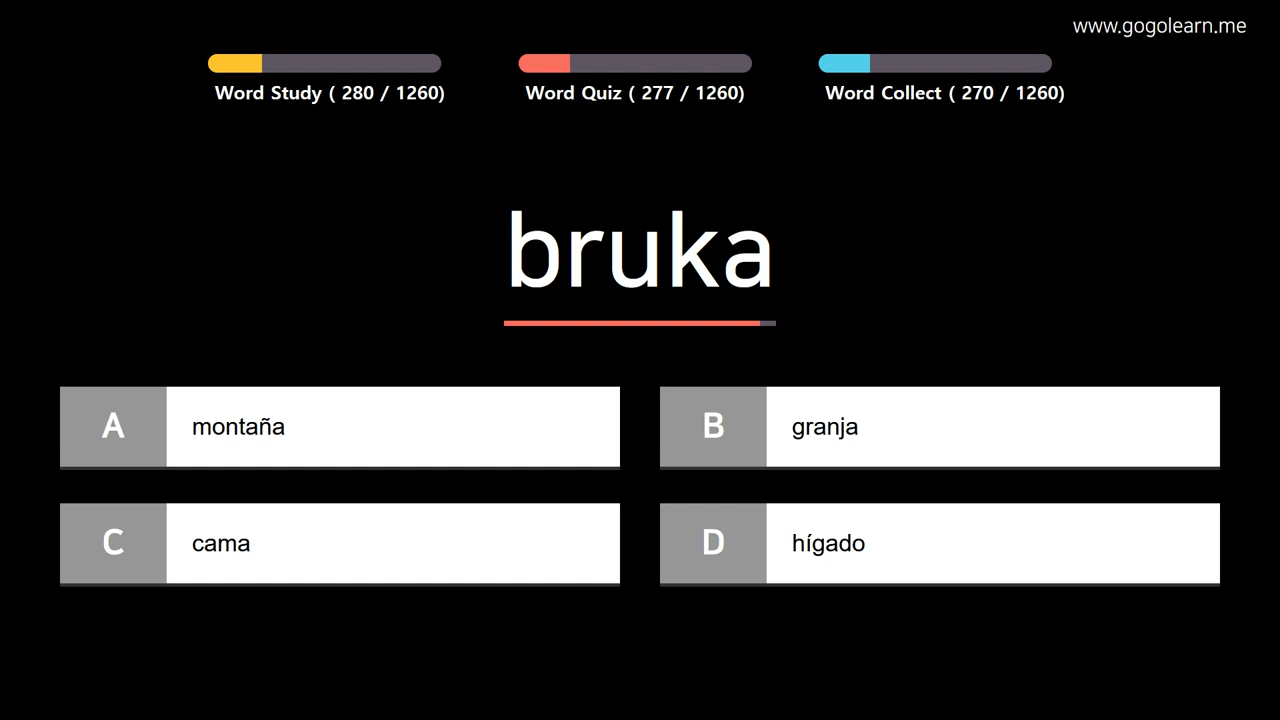 www.gogolearn.me
Word Study ( 280 / 1260)
Word Quiz ( 277 / 1260)
Word Collect ( 270 / 1260)
bruka
A montaña
B granja
C cama
D hígado